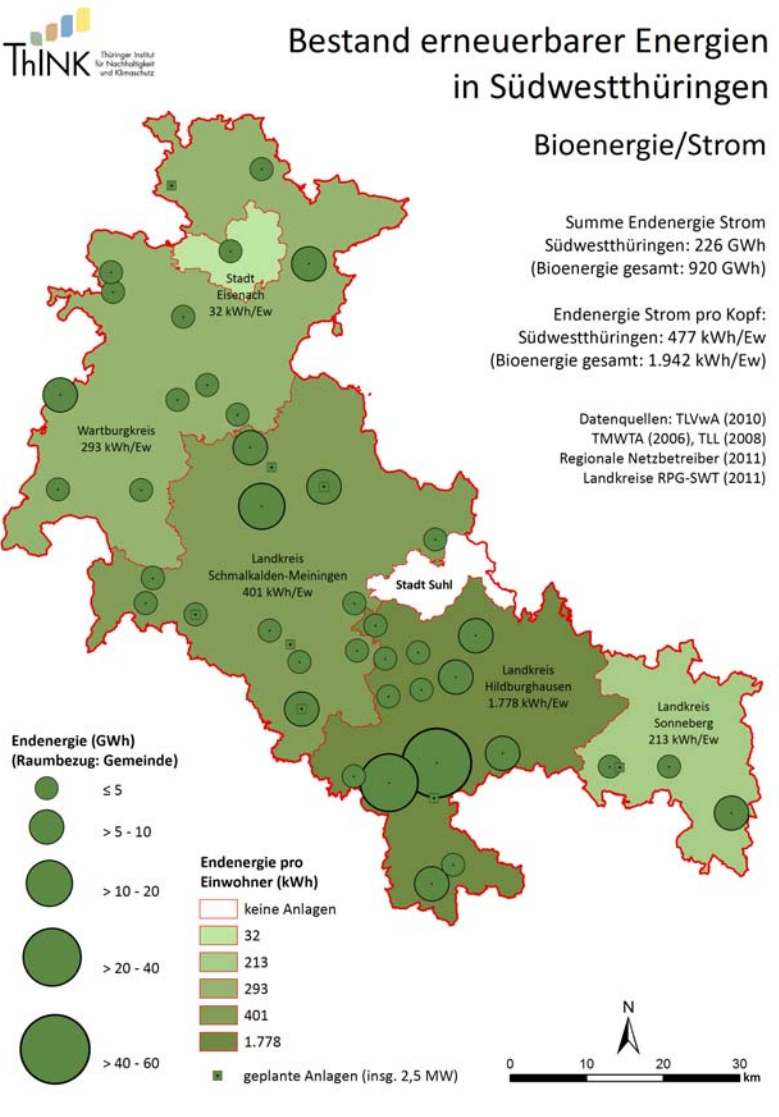 ThINK
Thüringer Institut
für Nachhaltigkeit
und Klimaschutz
Bestand erneuerbarer Energien
in Südwestthüringen
Bioenergie/Strom
Summe Endenergie Strom
Südwestthüringen: 226 GWh
(Bioenergie gesamt: 920 GWh)
Endenergie Strom pro Kopf:
Südwestthüringen: 477 kWh/Ew
(Bioenergie gesamt: 1.942 kWh/Ew)
Datenquellen: TLVwA (2010)
TMWTA (2006), TLL (2008)
Regionale Netzbetreiber (2011)
Landkreise RPG-SWT (2011)
Stadt
Eisenach
32 kWh/Ew
Wartburgkreis
293 kWh/Ew
Landkreis
Schmalkalden-Meiningen
401 kWh/Ew
Stadt Suhl
Landkreis
Hildburghausen
1.778 kWh/Ew
Landkreis
Sonneberg
213 kWh/Ew
Endenergie (GWh)
(Raumbezug: Gemeinde)
≤ 5
> 5 - 10
> 10 - 20
> 20 - 40
> 40 - 60
Endenergie pro
Einwohner (kWh)
keine Anlagen
32
213
293
401
1.778
geplante Anlagen (insg. 2,5 MW)
N
0 10 20 30
km